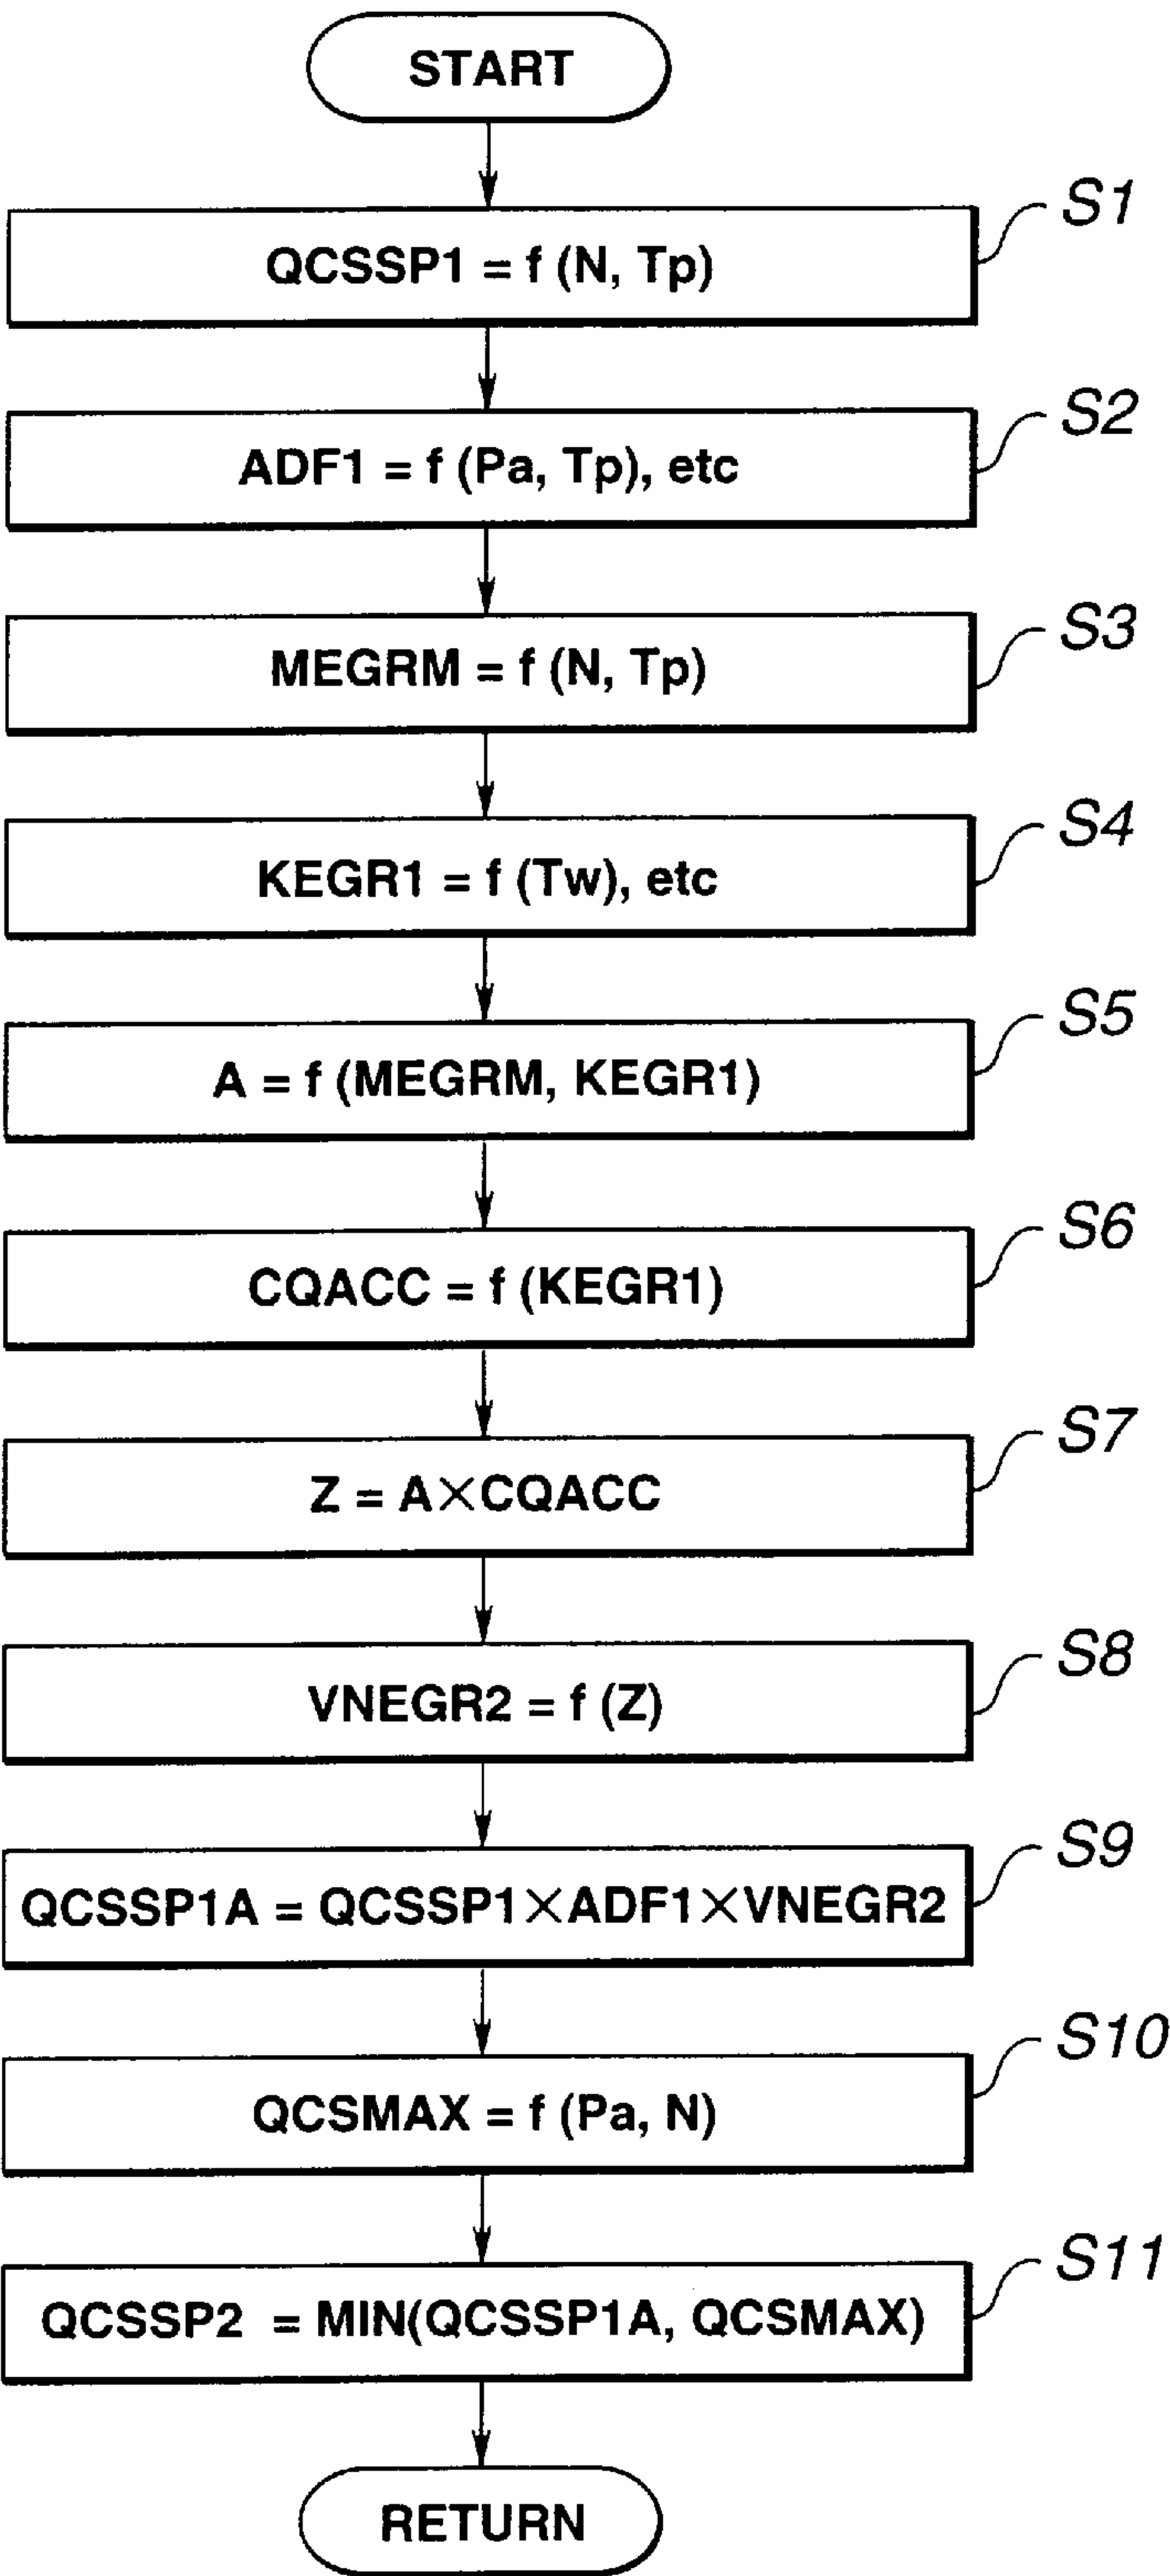 START
S1
QCSSP1 = f (N, Tp)
S2
ADF1 = f (Pa, Tp), etc
S3
MEGRM = f (N, Tp)
S4
KEGR1 = f (Tw), etc
S5
A = f (MEGRM, KEGR1)
S6
CQACC = f (KEGR1)
S7
Z = A×CQACC
S8
VNEGR2 = f (Z)
S9
QCSSP1A = QCSSP1×ADF1×VNEGR2
S10
QCSMAX = f (Pa, N)
S11
QCSSP2 = MIN(QCSSP1A, QCSMAX)
RETURN